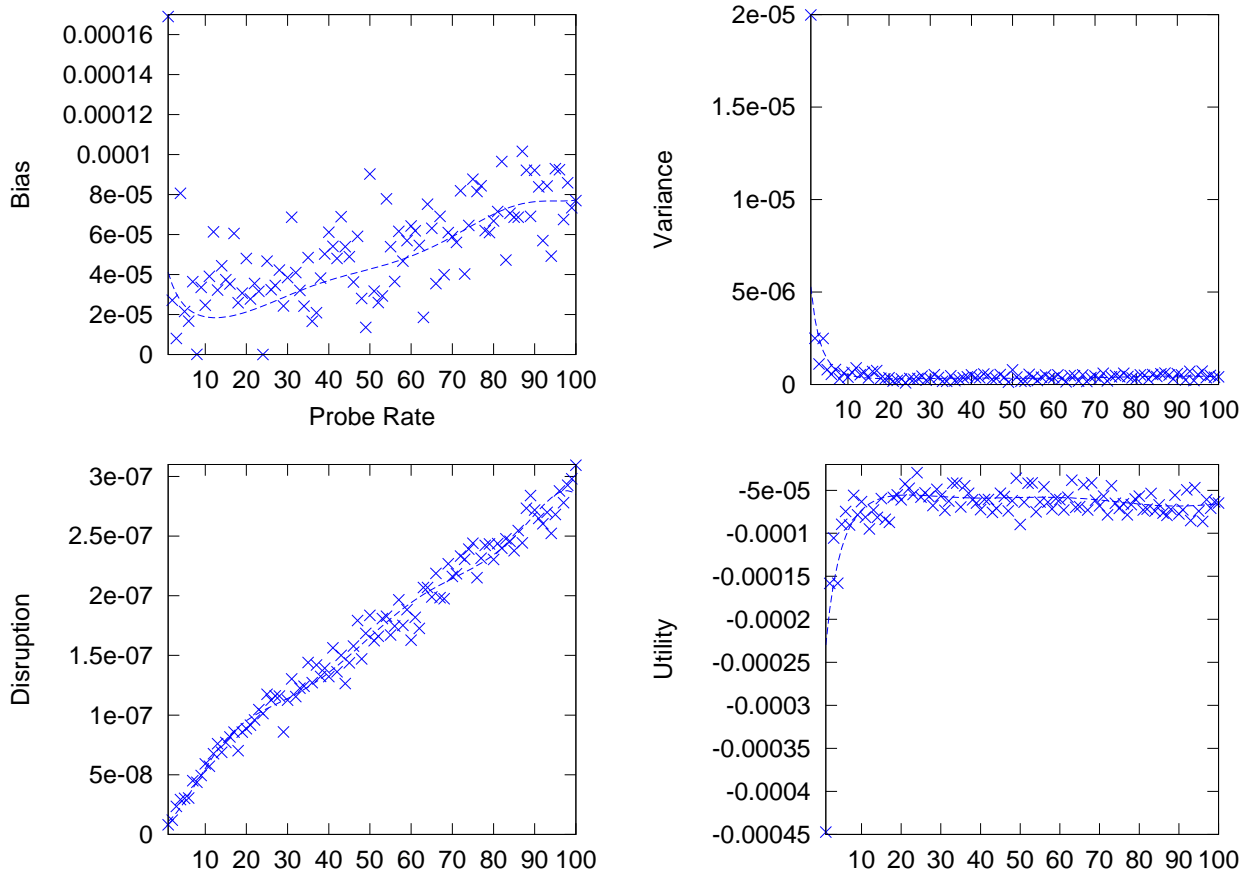 0.00016
0.00014
0.00012
0.0001
8e-05
6e-05
4e-05
2e-05
0
10 20 30 40 50 60 70 80 90 100
Bias
Probe Rate
2e-05
1.5e-05
1e-05
5e-06
0
10 20 30 40 50 60 70 80 90 100
Variance
3e-07
2.5e-07
2e-07
1.5e-07
1e-07
5e-08
0
10 20 30 40 50 60 70 80 90 100
Disruption
-5e-05
-0.0001
-0.00015
-0.0002
-0.00025
-0.0003
-0.00035
-0.0004
-0.00045
10 20 30 40 50 60 70 80 90 100
Utility